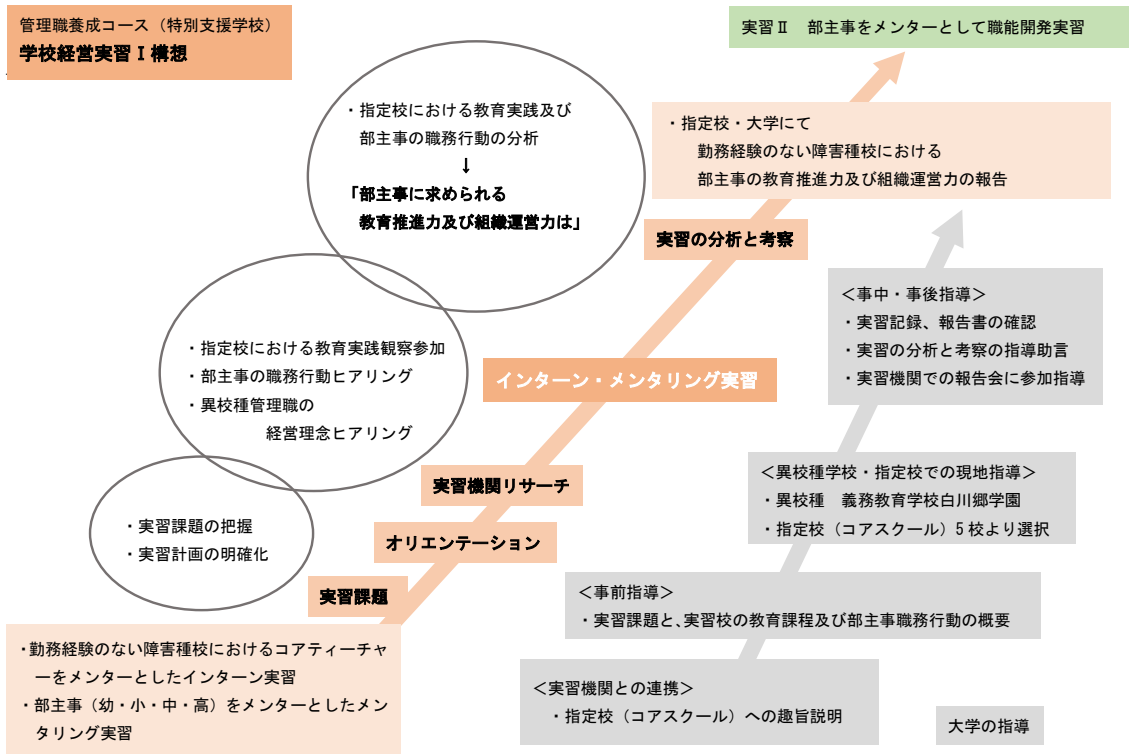 管理職養成コース（特別支援学校）
学校経営実習Ⅰ構想
実習Ⅱ　部主事をメンターとして職能開発実習
・指定校における教育実践及び
部主事の職務行動の分析
↓
「部主事に求められる
教育推進力及び組織運営力は」
・指定校・大学にて
勤務経験のない障害種校における
部主事の教育推進力及び組織運営力の報告
実習の分析と考察
＜事中・事後指導＞
・実習記録、報告書の確認
・実習の分析と考察の指導助言
・実習機関での報告会に参加指導
・指定校における教育実践観察参加
・部主事の職務行動ヒアリング
・異校種管理職の
経営理念ヒアリング
インターン・メンタリング実習
実習機関リサーチ
＜異校種学校・指定校での現地指導＞
・異校種　義務教育学校白川郷学園
・指定校（コアスクール）5校より選択
・実習課題の把握
・実習計画の明確化
オリエンテーション
実習課題
＜事前指導＞
・実習課題と、実習校の教育課程及び部主事職務行動の概要
・勤務経験のない障害種校におけるコアティーチャ
ーをメンターとしたインターン実習
・部主事（幼・小・中・高）をメンターとしたメン
タリング実習
＜実習機関との連携＞
・指定校（コアスクール）への趣旨説明
大学の指導